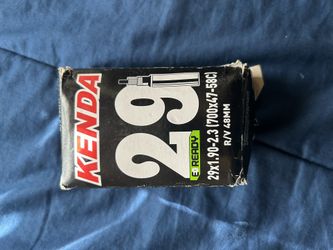 KENDA
29
E READY
29x1.90-2.3 (700x47-58C)
R/V 48MM